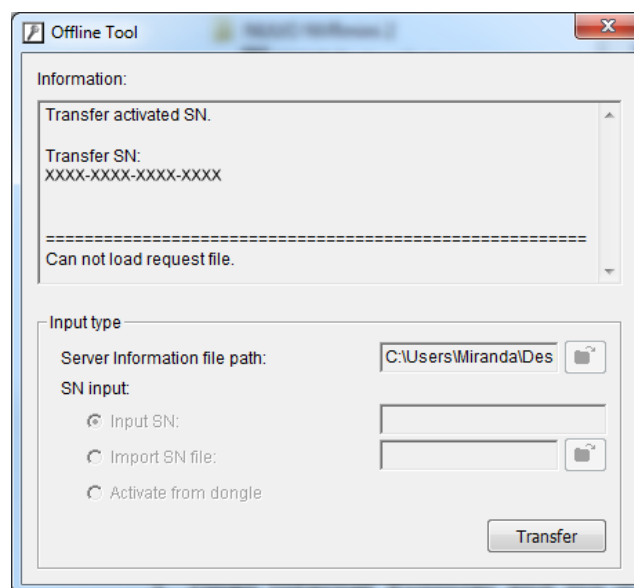 Offline Tool
Information:
Transfer activated SN.
Transfer SN:
XXXX-XXXX-XXXX-XXXX
=======================================================
Can not load request file.
Input type
Server Information file path:
C:\Users\Miranda\Des
SN input:
Input SN:
Import SN file:
Activate from dongle
Transfer